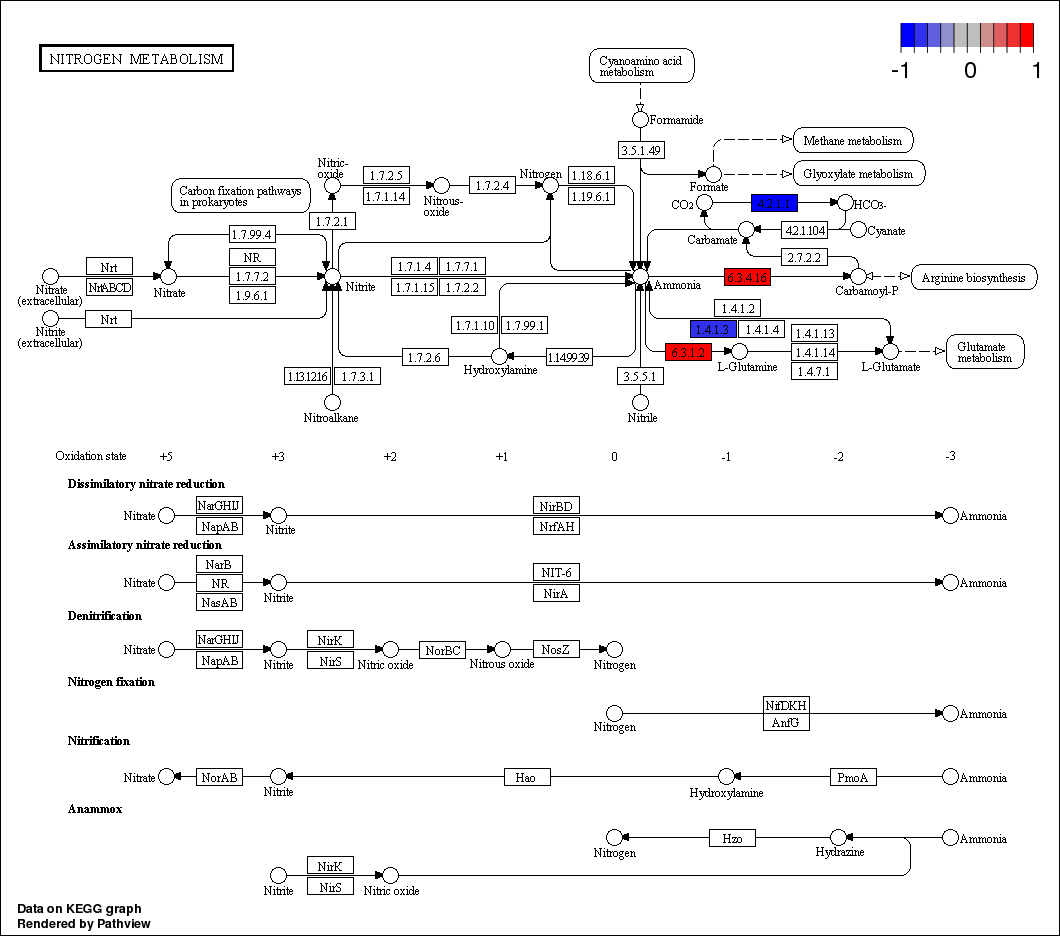 NITROGEN METABOLISM
-1 0 1
Cyanoamino acid
metabolism
Formamide
3.5.1.49
Methane metabolism
Glyoxylate metabolism
Formate
Nitric-
oxide
1.7.2.5
1.7.1.14
Nitrous-
oxide
1.7.2.4
Nitrogen
1.18.6.1
1.19.6.1
Carbon fixation pathways
in prokaryotes
1.7.2.1
CO2
4.2.1.1
HCO3-
Carbamate
4.2.1.104
Cyanate
1.7.99.4
2.7.2.2
Nrt
NrtABCD
Nitrate
(extracellular)
Nitrate
NR
1.7.7.2
1.9.6.1
Nitrite
1.7.1.4
1.7.7.1
1.7.1.15
1.7.2.2
Ammonia
6.3.4.16
Carbamoyl-P
Arginine biosynthesis
Nrt
Nitrite
(extracellular)
1.4.1.2
1.4.1.3
1.4.1.4
1.7.1.10
1.7.99.1
1.7.2.6
Hydroxylamine
1.14.99.39
6.3.1.2
L-Glutamine
1.4.1.13
1.4.1.14
1.4.7.1
L-Glutamate
Glutamate
metabolism
1.13.12.16
1.7.3.1
3.5.5.1
Nitroalkane
Nitrile
Oxidation state +5 +3 +2 +1 0 -1 -2 -3
Dissimilatory nitrate reduction
Nitrate
NarGHIJ
NapAB
Nitrite
NirBD
NrfAH
Ammonia
Assimilatory nitrate reduction
Nitrate
NarB
NR
NasAB
Nitrite
NIT-6
NirA
Ammonia
Denitrification
Nitrate
NarGHIJ
NapAB
Nitrite
NirK
NirS
Nitric oxide
NorBC
Nitrous oxide
NosZ
Nitrogen
Nitrogen fixation
Nitrogen
NifDKH
AnfG
Ammonia
Nitrification
Nitrate
NorAB
Nitrite
Hao
Hydroxylamine
PmoA
Ammonia
Anammox
Nitrogen
Hzo
Hydrazine
Ammonia
Nitrite
NirK
NirS
Nitric oxide
Data on KEGG graph
Rendered by Pathview